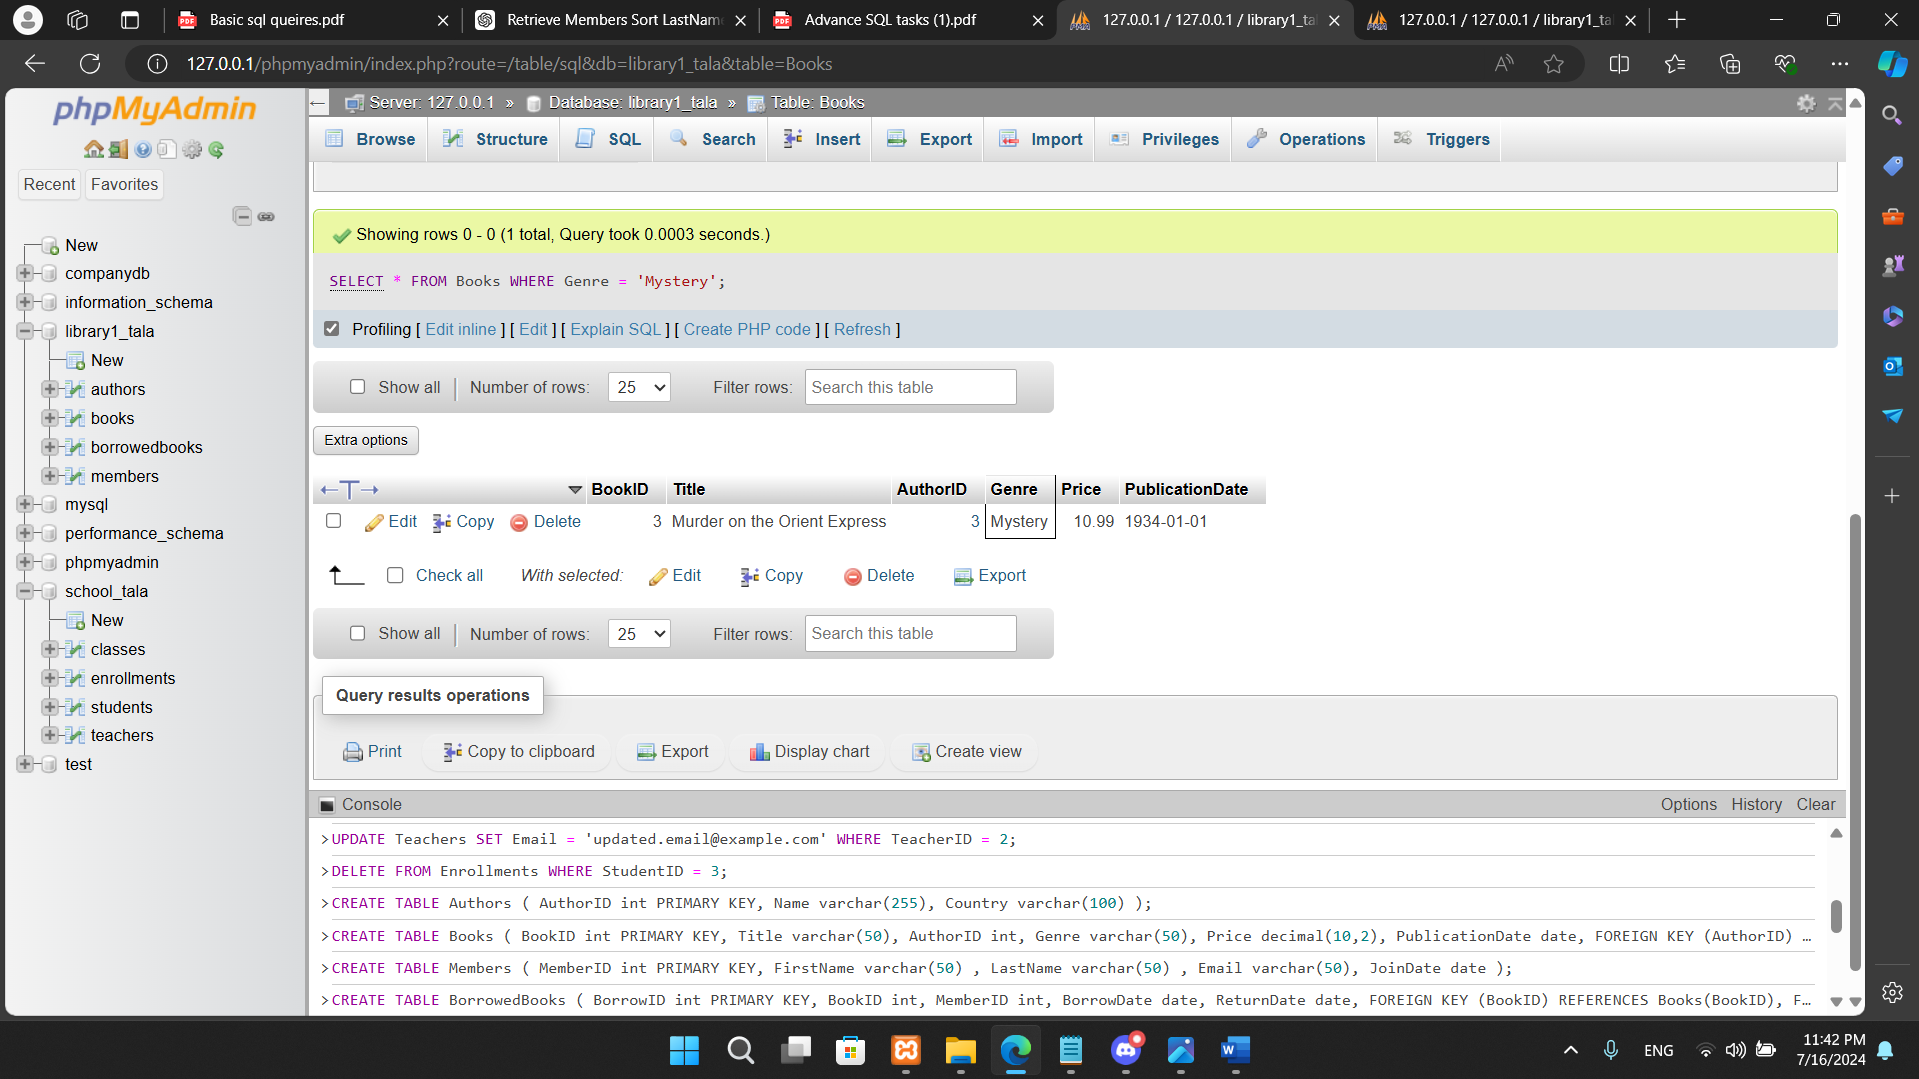 Basic sql queires.pdf
Retrieve Members Sort LastName
Advance SQL tasks (1).pdf
127.0.0.1 / 127.0.0.1 / library1_ta
127.0.0.1 / 127.0.0.1 / library1_ta
127.0.0.1/phpmyadmin/index.php?route=/table/sql&db=library1_tala&table=Books
phpMyAdmin
Recent Favorites
New
companydb
information_schema
library1_tala
New
authors
books
borrowedbooks
members
mysql
performance_schema
phpmyadmin
school_tala
New
classes
enrollments
students
teachers
test
Server: 127.0.0.1 » Database: library1_tala » Table: Books
Browse Structure SQL Search Insert Export Import Privileges Operations Triggers
Showing rows 0 - 0 (1 total, Query took 0.0003 seconds.)
SELECT * FROM Books WHERE Genre = 'Mystery';
Profiling [ Edit inline ] [ Edit ] [ Explain SQL ] [ Create PHP code ] [ Refresh ]
Show all Number of rows: 25 Filter rows: Search this table
Extra options
BookID Title AuthorID Genre Price PublicationDate
Edit Copy Delete 3 Murder on the Orient Express 3 Mystery 10.99 1934-01-01
Check all With selected: Edit Copy Delete Export
Show all Number of rows: 25 Filter rows: Search this table
Query results operations
Print Copy to clipboard Export Display chart Create view
Console Options History Clear
>UPDATE Teachers SET Email = 'updated.email@example.com' WHERE TeacherID = 2;
>DELETE FROM Enrollments WHERE StudentID = 3;
>CREATE TABLE Authors ( AuthorID int PRIMARY KEY, Name varchar(255), Country varchar(100) );
>CREATE TABLE Books ( BookID int PRIMARY KEY, Title varchar(50), AuthorID int, Genre varchar(50), Price decimal(10,2), PublicationDate date, FOREIGN KEY (AuthorID) …
>CREATE TABLE Members ( MemberID int PRIMARY KEY, FirstName varchar(50) , LastName varchar(50) , Email varchar(50), JoinDate date );
>CREATE TABLE BorrowedBooks ( BorrowID int PRIMARY KEY, BookID int, MemberID int, BorrowDate date, ReturnDate date, FOREIGN KEY (BookID) REFERENCES Books(BookID), F…
ENG
11:42 PM
7/16/2024